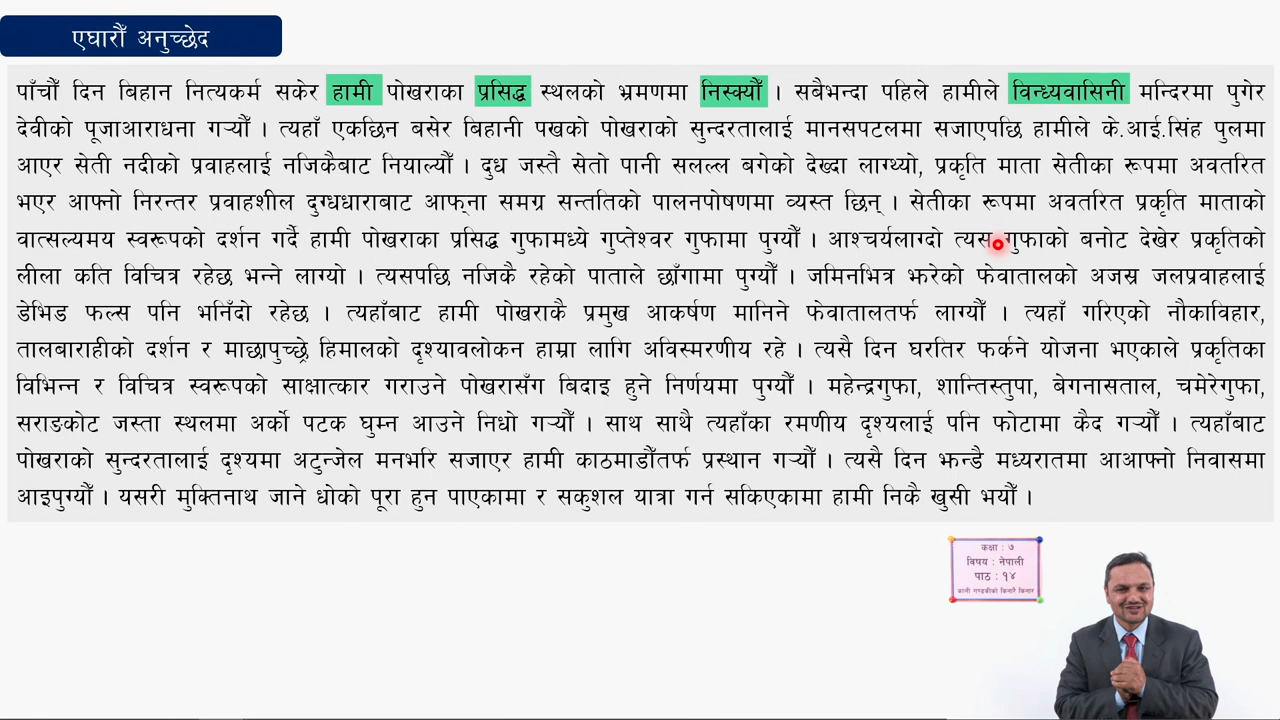 एघारौँ अनुच्छेद
पाँचौँ दिन बिहान नित्यकर्म सकेर हामी पोखराका प्रसिद्ध स्थलको भ्रमणमा निस्क्यौँ । सबैभन्दा पहिले हामीले विन्ध्यवासिनी मन्दिरमा पुगेर
देवीको पूजाआराधना गर्‍यौँ । त्यहाँ एकछिन बसेर बिहानी पखको पोखराको सुन्दरतालाई मानसपटलमा सजाएपछि हामीले के.आई.सिंह पुलमा
आएर सेती नदीको प्रवाहलाई नजिकैबाट नियाल्यौँ । दुध जस्तै सेतो पानी सलल्ल बगेको देख्दा लाग्थ्यो, प्रकृति माता सेतीका रूपमा अवतरित
भएर आफ्नो निरन्तर प्रवाहशील दुग्धधाराबाट आफ्‌ना समग्र सन्ततिको पालनपोषणमा व्यस्त छिन् । सेतीका रूपमा अवतरित प्रकृति माताको
वात्सल्यमय स्वरूपको दर्शन गर्दै हामी पोखराका प्रसिद्ध गुफामध्ये गुप्तेश्वर गुफामा पुग्यौँ । आश्चर्यलाग्दो त्यस गुफाको बनोट देखेर प्रकृतिको
लीला कति विचित्र रहेछ भन्ने लाग्यो । त्यसपछि नजिकै रहेको पाताले छाँगामा पुग्यौँ । जमिनभित्र झरेको फेवातालको अजस्र जलप्रवाहलाई
डेभिड फल्स पनि भनिँदो रहेछ । त्यहाँबाट हामी पोखराकै प्रमुख आकर्षण मानिने फेवातालतर्फ लाग्यौँ । त्यहाँ गरिएको नौकाविहार,
तालबाराहीको दर्शन र माछापुच्छ्रे हिमालको दृश्यावलोकन हाम्रा लागि अविस्मरणीय रहे । त्यसै दिन घरतिर फर्कने योजना भएकाले प्रकृतिका
विभिन्न र विचित्र स्वरूपको साक्षात्कार गराउने पोखरासँग बिदाइ हुने निर्णयमा पुग्यौँ । महेन्द्रगुफा, शान्तिस्तुपा, बेगनासताल, चमेरेगुफा,
सराङकोट जस्ता स्थलमा अर्को पटक घुम्न आउने निधो गर्‍यौँ । साथ साथै त्यहाँका रमणीय दृश्यलाई पनि फोटामा कैद गर्‍यौँ । त्यहाँबाट
पोखराको सुन्दरतालाई दृश्यमा अटुन्जेल मनभरि सजाएर हामी काठमाडौँतर्फ प्रस्थान गर्‍यौँ । त्यसै दिन झन्डै मध्यरातमा आआफ्नो निवासमा
आइपुग्यौँ । यसरी मुक्तिनाथ जाने धोको पूरा हुन पाएकामा र सकुशल यात्रा गर्न सकिएकामा हामी निकै खुसी भयौँ ।
कक्षा : ७
विषय : नेपाली
पाठ : १४
काली गण्डकीको किनारै किनार